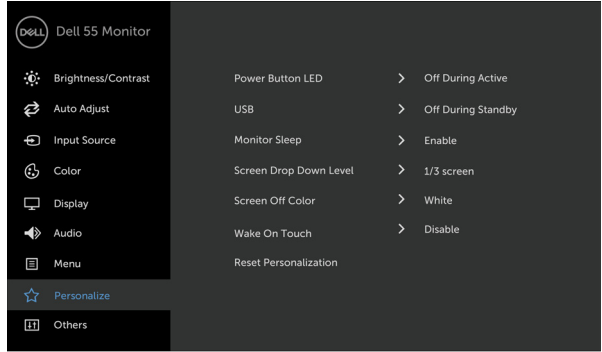 DELL Dell 55 Monitor
Brightness/Contrast
Auto Adjust
Input Source
Color
Display
Audio
Menu
Personalize
Others
Power Button LED > Off During Active
USB > Off During Standby
Monitor Sleep > Enable
Screen Drop Down Level > 1/3 screen
Screen Off Color > White
Wake On Touch > Disable
Reset Personalization